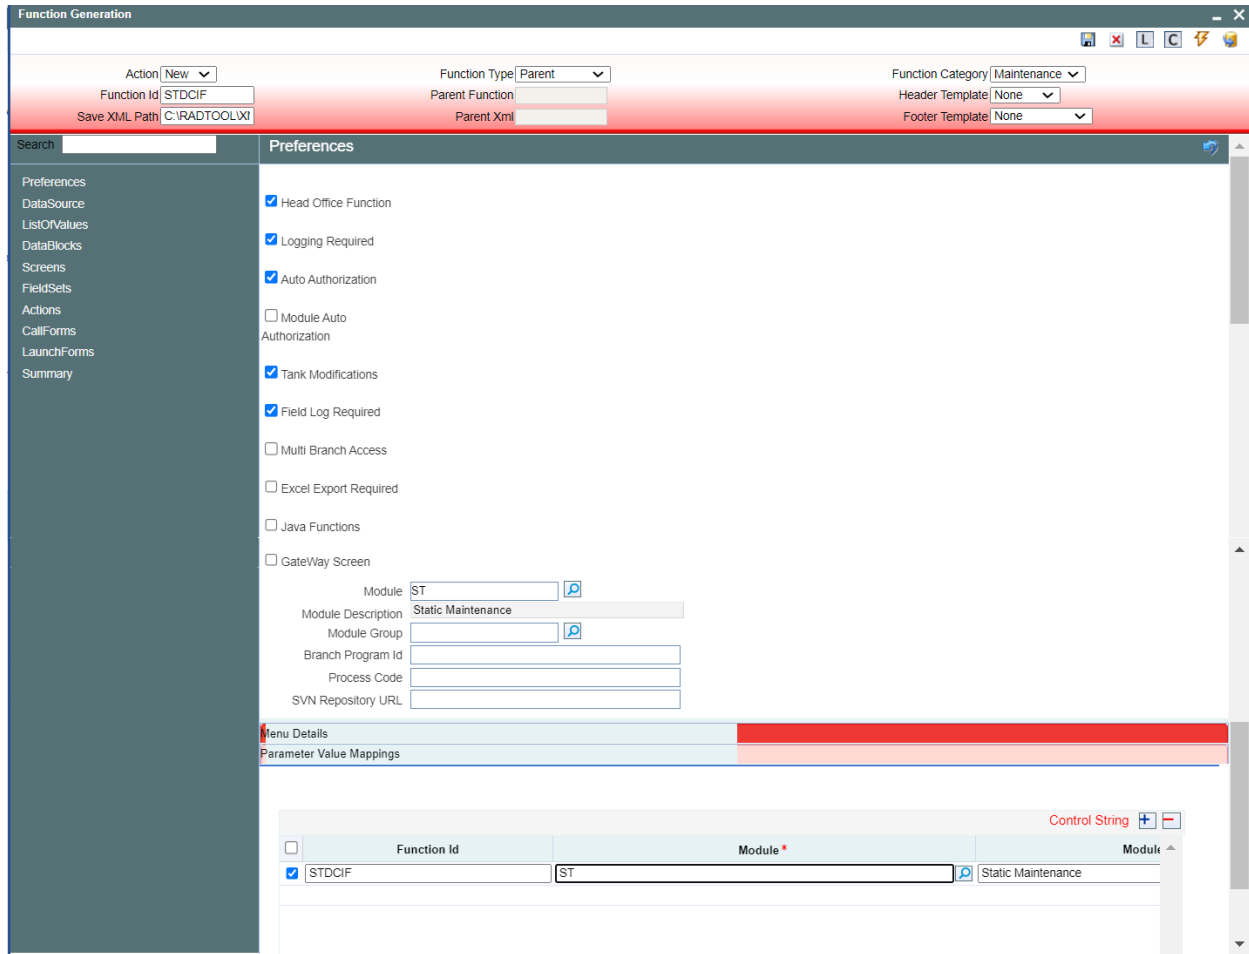 Function Generation
L C
Action New Function Type Parent Function Category Maintenance
Function Id STDCIF Parent Function Header Template None
Save XML Path C:\RADTOOL\XI Parent Xml Footer Template None
Search Preferences
Preferences
DataSource
ListOfValues
DataBlocks
Screens
FieldSets
Actions
CallForms
LaunchForms
Summary
Head Office Function
Logging Required
Auto Authorization
Module Auto
Authorization
Tank Modifications
Field Log Required
Multi Branch Access
Excel Export Required
Java Functions
GateWay Screen
Module ST
Module Description Static Maintenance
Module Group
Branch Program Id
Process Code
SVN Repository URL
Menu Details
Parameter Value Mappings
Control String
Function Id Module * Module
STDCIF ST Static Maintenance